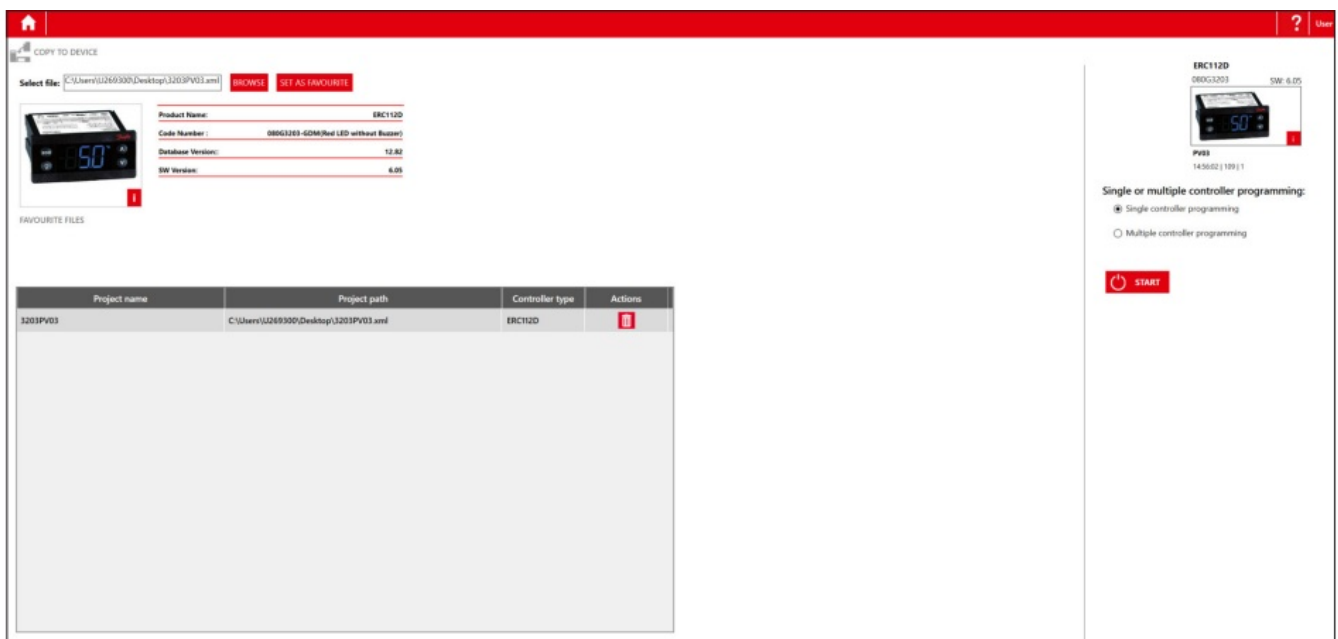 ? User
COPY TO DEVICE
Select file: C:\Users\U269300\Desktop\3203PV03.xml BROWSE SET AS FAVOURITE
Product Name: ERC112D
Code Number : 080G3203-GDM(Red LED without Buzzer)
Database Version: 12.82
SW Version: 6.05
50
i
FAVOURITE FILES
Project name Project path Controller type Actions
3203PV03 C:\Users\U269300\Desktop\3203PV03.xml ERC112D
ERC112D
080G3203 SW: 6.05
50
i
PV03
14:56:02 | 109 | 1
Single or multiple controller programming:
Single controller programming
Multiple controller programming
START